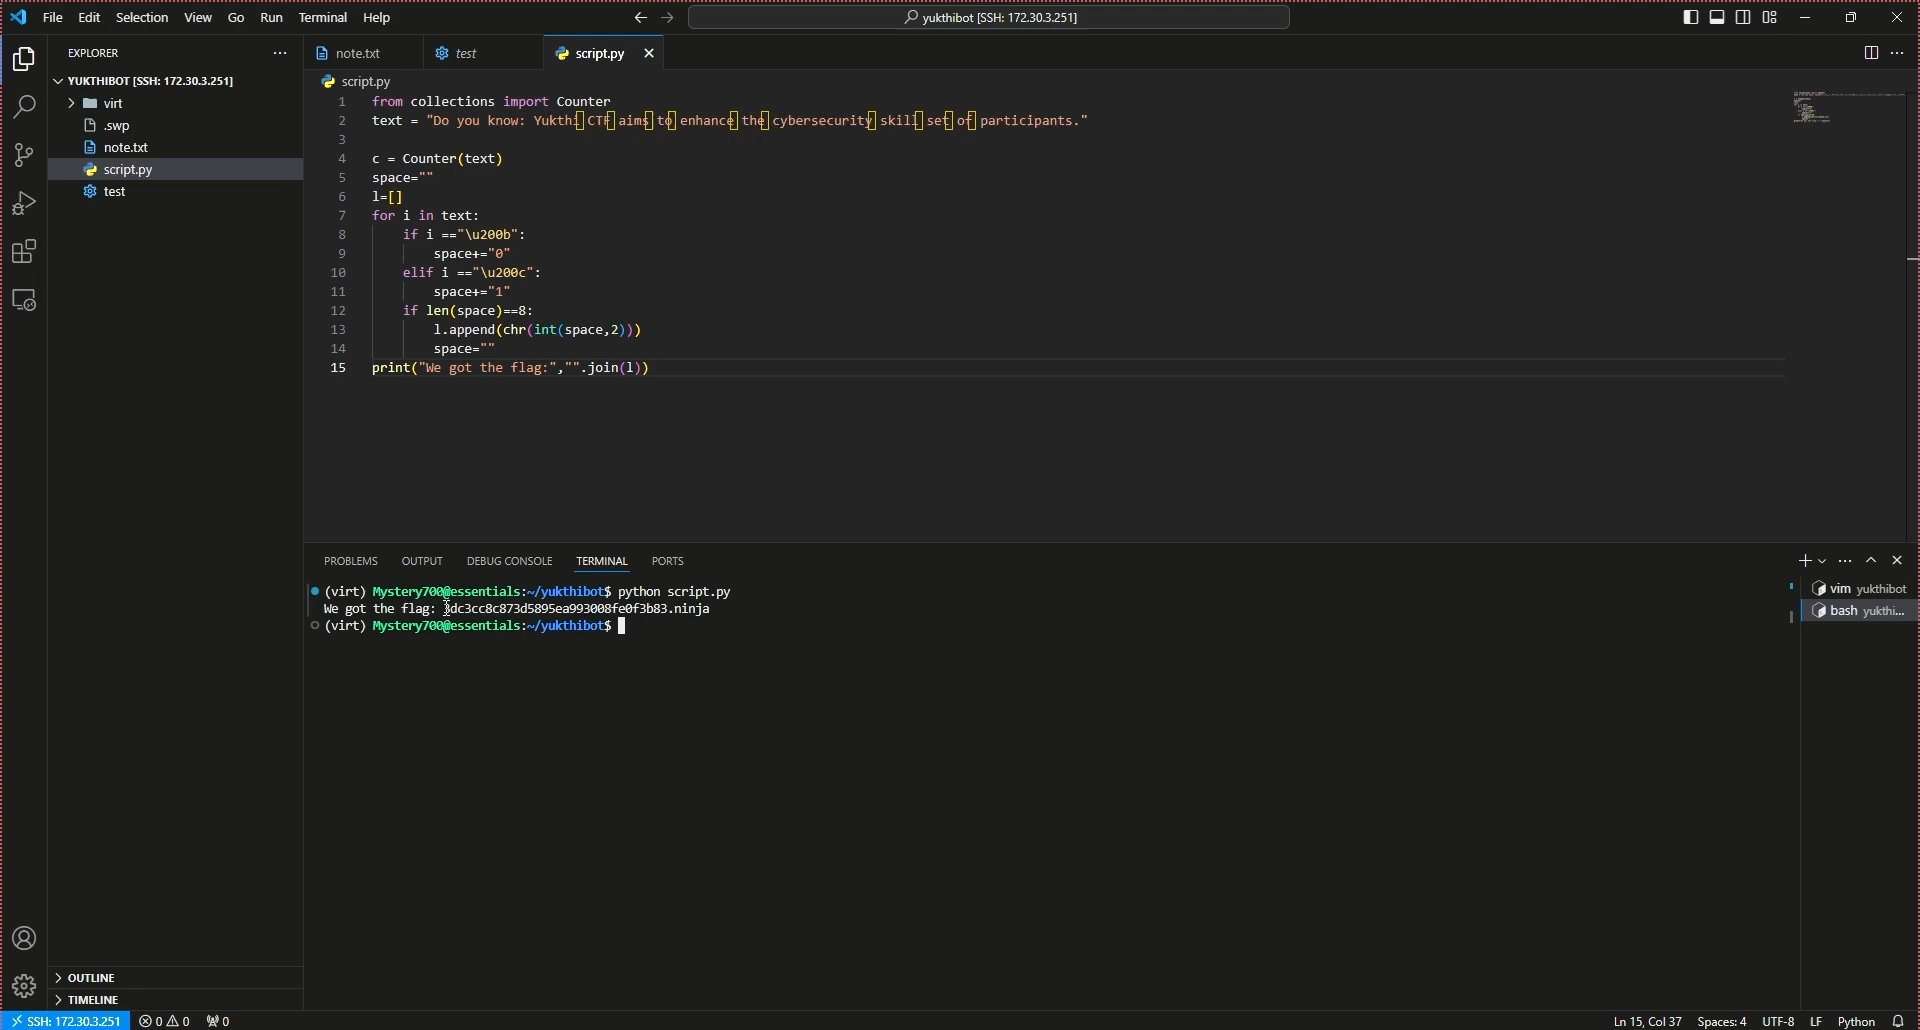 File Edit Selection View Go Run Terminal Help
yukthibot [SSH: 172.30.3.251]
EXPLORER
YUKTHIBOT [SSH: 172.30.3.251]
virt
.swp
note.txt
script.py
test
OUTLINE
TIMELINE
note.txt test script.py
script.py
1 from collections import Counter
2 text = "Do you know: Yukthi CTF aims to enhance the cybersecurity skill set of participants."
3
4 c = Counter(text)
5 space=""
6 l=[]
7 for i in text:
8 if i =="\u200b":
9 space+="0"
10 elif i =="\u200c":
11 space+="1"
12 if len(space)==8:
13 l.append(chr(int(space,2)))
14 space=""
15 print("We got the flag:","".join(l))
PROBLEMS OUTPUT DEBUG CONSOLE TERMINAL PORTS
(virt) Mystery700@essentials:~/yukthibot$ python script.py
We got the flag: dc3cc8c873d5895ea993008fe0f3b83.ninja
(virt) Mystery700@essentials:~/yukthibot$
vim yukthibot
bash yukthi...
SSH: 172.30.3.251 0 0 0
Ln 15, Col 37 Spaces: 4 UTF-8 LF Python